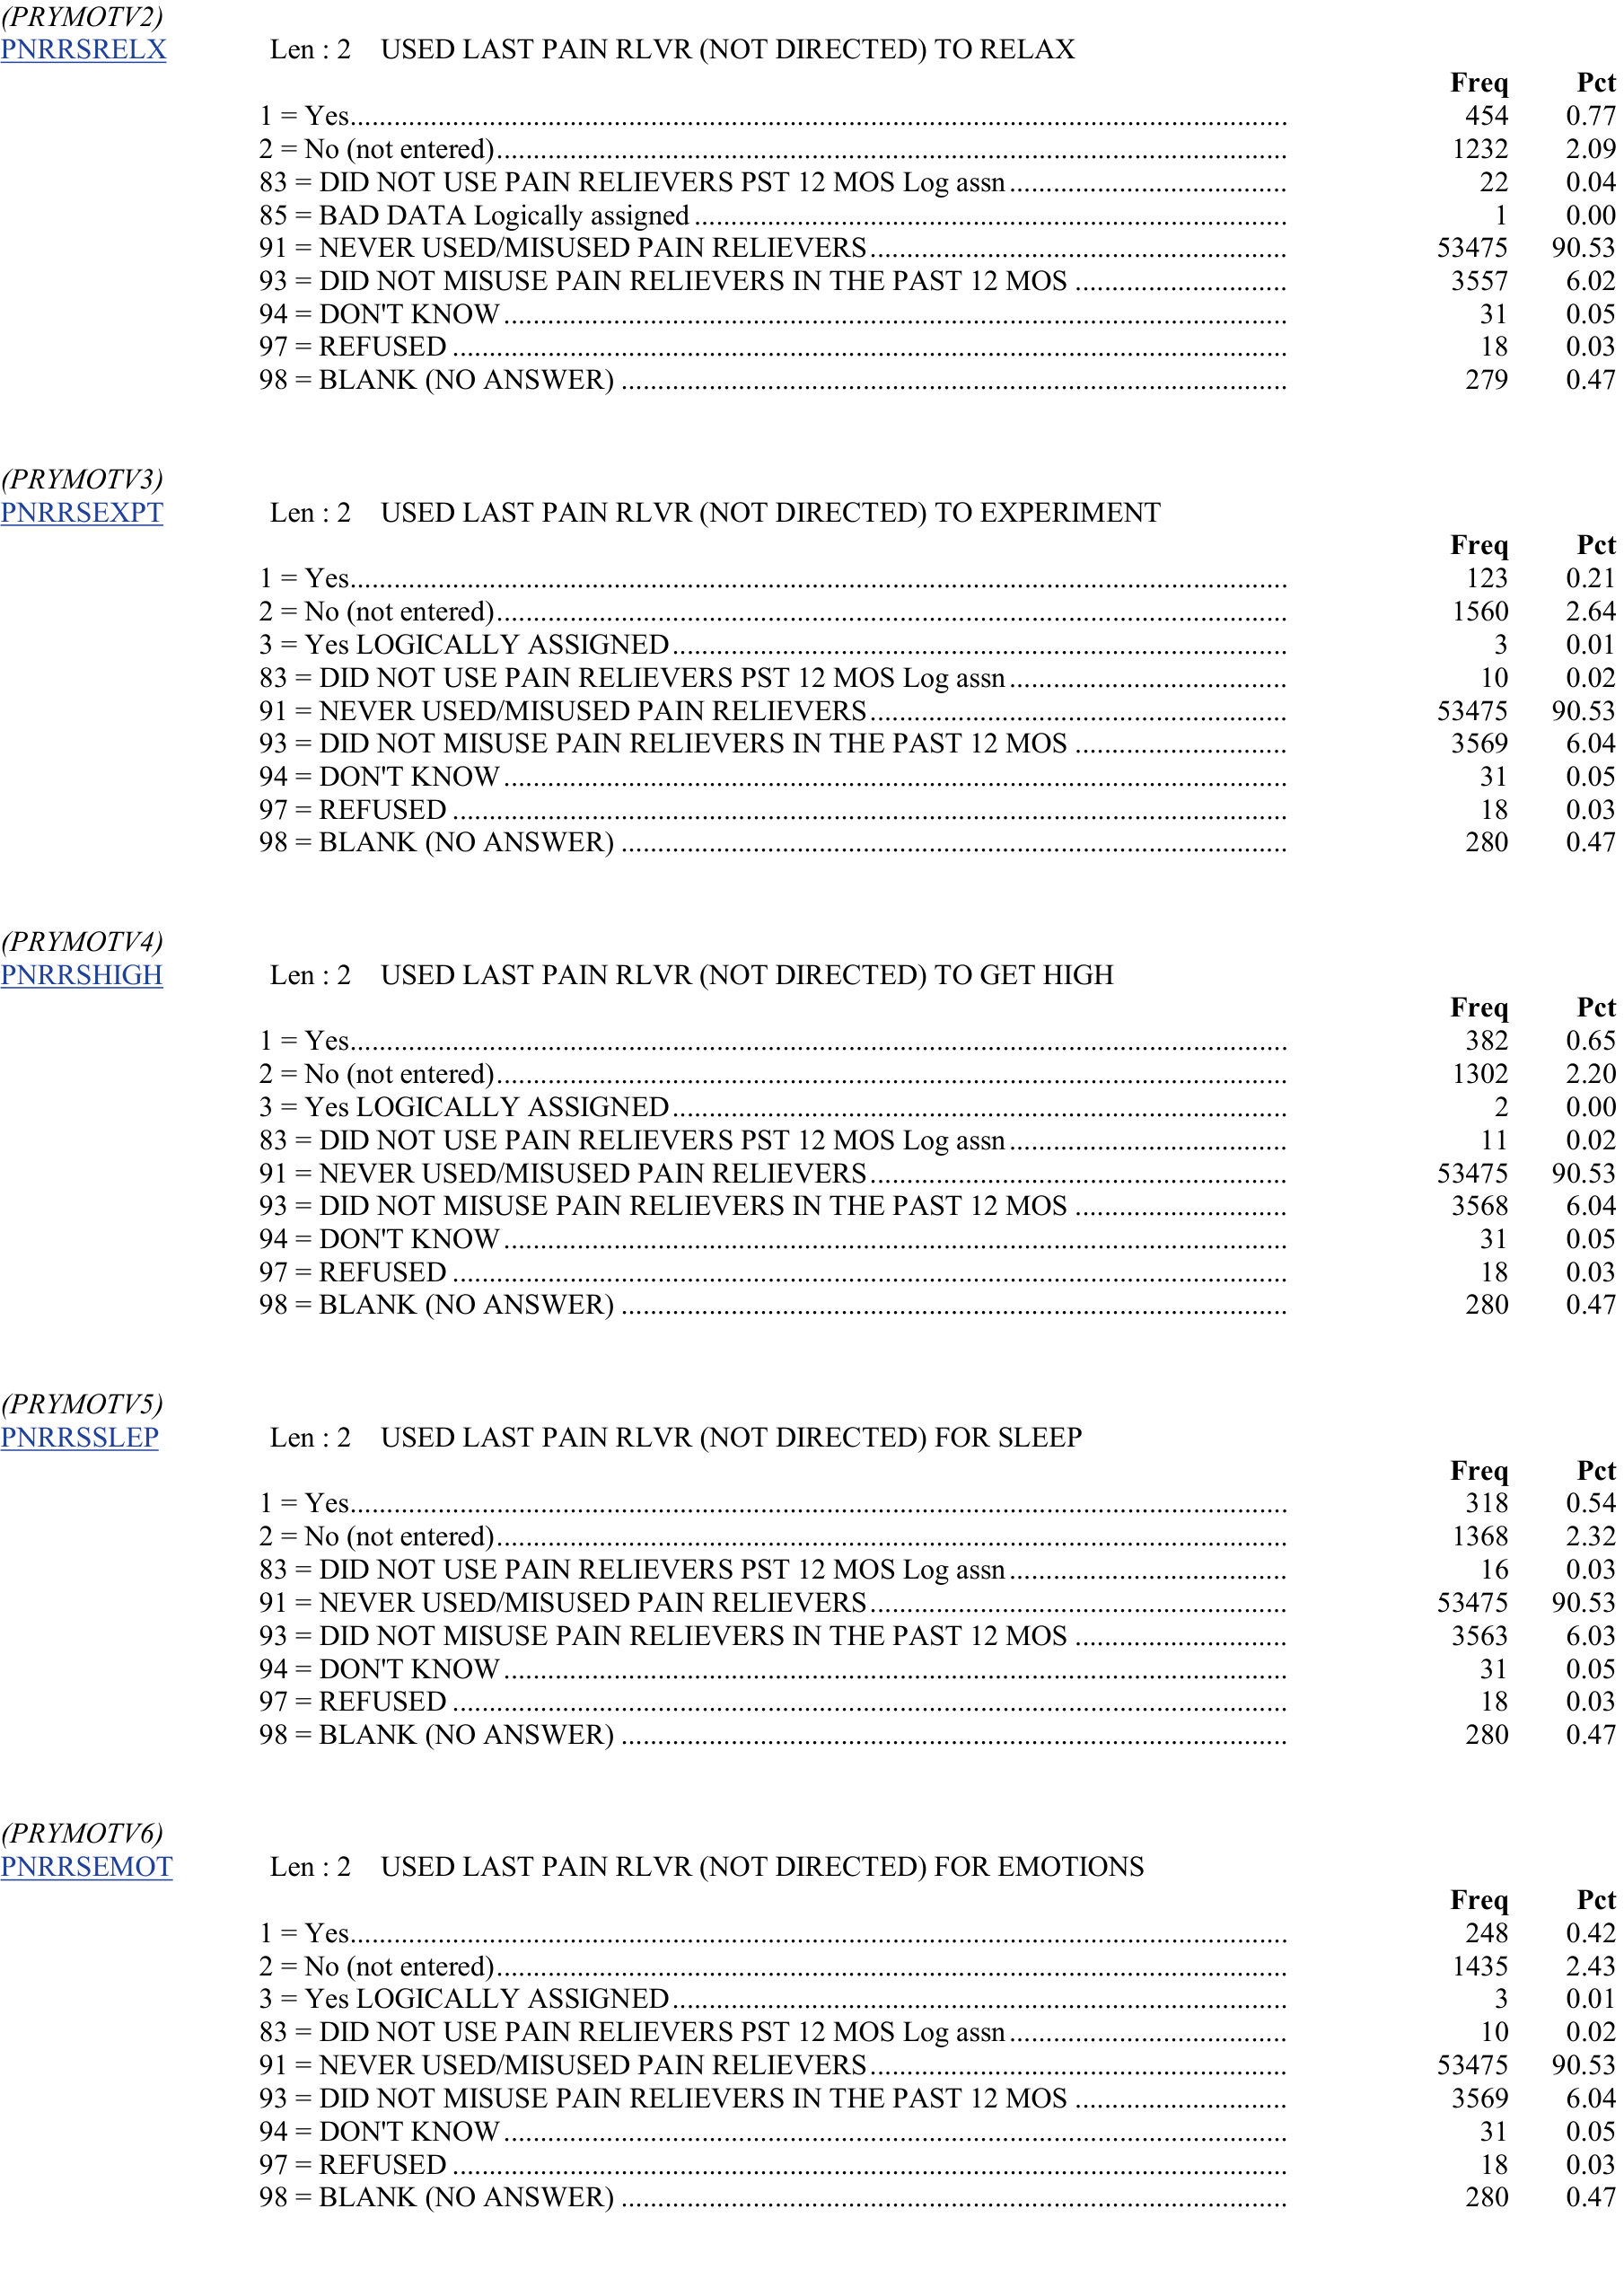 (PRYMOTV2)
PNRRSRELX Len : 2 USED LAST PAIN RLVR (NOT DIRECTED) TO RELAX
Freq Pct
1 = Yes 454 0.77
2 = No (not entered) 1232 2.09
83 = DID NOT USE PAIN RELIEVERS PST 12 MOS Log assn 22 0.04
85 = BAD DATA Logically assigned 1 0.00
91 = NEVER USED/MISUSED PAIN RELIEVERS 53475 90.53
93 = DID NOT MISUSE PAIN RELIEVERS IN THE PAST 12 MOS 3557 6.02
94 = DON'T KNOW 31 0.05
97 = REFUSED 18 0.03
98 = BLANK (NO ANSWER) 279 0.47
(PRYMOTV3)
PNRRSEXPT Len : 2 USED LAST PAIN RLVR (NOT DIRECTED) TO EXPERIMENT
Freq Pct
1 = Yes 123 0.21
2 = No (not entered) 1560 2.64
3 = Yes LOGICALLY ASSIGNED 3 0.01
83 = DID NOT USE PAIN RELIEVERS PST 12 MOS Log assn 10 0.02
91 = NEVER USED/MISUSED PAIN RELIEVERS 53475 90.53
93 = DID NOT MISUSE PAIN RELIEVERS IN THE PAST 12 MOS 3569 6.04
94 = DON'T KNOW 31 0.05
97 = REFUSED 18 0.03
98 = BLANK (NO ANSWER) 280 0.47
(PRYMOTV4)
PNRRSHIGH Len : 2 USED LAST PAIN RLVR (NOT DIRECTED) TO GET HIGH
Freq Pct
1 = Yes 382 0.65
2 = No (not entered) 1302 2.20
3 = Yes LOGICALLY ASSIGNED 2 0.00
83 = DID NOT USE PAIN RELIEVERS PST 12 MOS Log assn 11 0.02
91 = NEVER USED/MISUSED PAIN RELIEVERS 53475 90.53
93 = DID NOT MISUSE PAIN RELIEVERS IN THE PAST 12 MOS 3568 6.04
94 = DON'T KNOW 31 0.05
97 = REFUSED 18 0.03
98 = BLANK (NO ANSWER) 280 0.47
(PRYMOTV5)
PNRRSSLEP Len : 2 USED LAST PAIN RLVR (NOT DIRECTED) FOR SLEEP
Freq Pct
1 = Yes 318 0.54
2 = No (not entered) 1368 2.32
83 = DID NOT USE PAIN RELIEVERS PST 12 MOS Log assn 16 0.03
91 = NEVER USED/MISUSED PAIN RELIEVERS 53475 90.53
93 = DID NOT MISUSE PAIN RELIEVERS IN THE PAST 12 MOS 3563 6.03
94 = DON'T KNOW 31 0.05
97 = REFUSED 18 0.03
98 = BLANK (NO ANSWER) 280 0.47
(PRYMOTV6)
PNRRSEMOT Len : 2 USED LAST PAIN RLVR (NOT DIRECTED) FOR EMOTIONS
Freq Pct
1 = Yes 248 0.42
2 = No (not entered) 1435 2.43
3 = Yes LOGICALLY ASSIGNED 3 0.01
83 = DID NOT USE PAIN RELIEVERS PST 12 MOS Log assn 10 0.02
91 = NEVER USED/MISUSED PAIN RELIEVERS 53475 90.53
93 = DID NOT MISUSE PAIN RELIEVERS IN THE PAST 12 MOS 3569 6.04
94 = DON'T KNOW 31 0.05
97 = REFUSED 18 0.03
98 = BLANK (NO ANSWER) 280 0.47